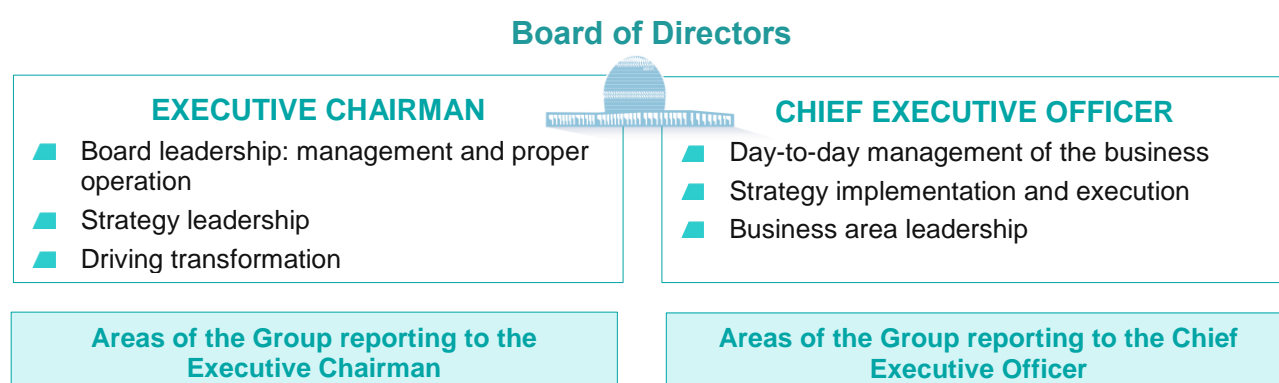 Board of Directors
EXECUTIVE CHAIRMAN
Board leadership: management and proper
operation
Strategy leadership
Driving transformation
CHIEF EXECUTIVE OFFICER
Day-to-day management of the business
Strategy implementation and execution
Business area leadership
Areas of the Group reporting to the
Executive Chairman
Areas of the Group reporting to the Chief
Executive Officer